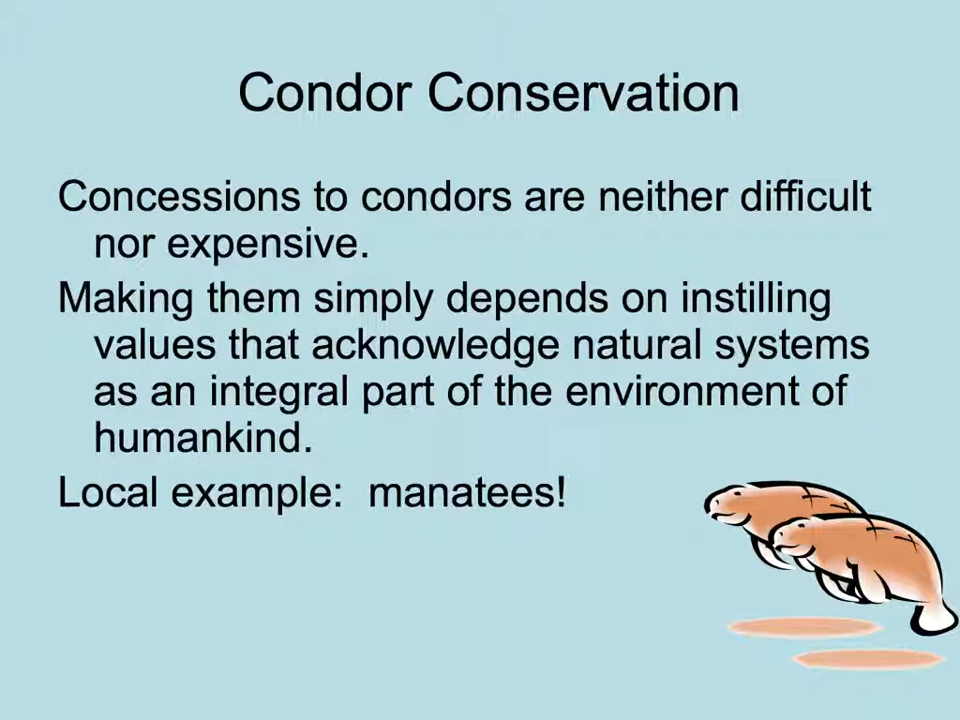 Condor Conservation
Concessions to condors are neither difficult
nor expensive.
Making them simply depends on instilling
values that acknowledge natural systems
as an integral part of the environment of
humankind.
Local example:  manatees!